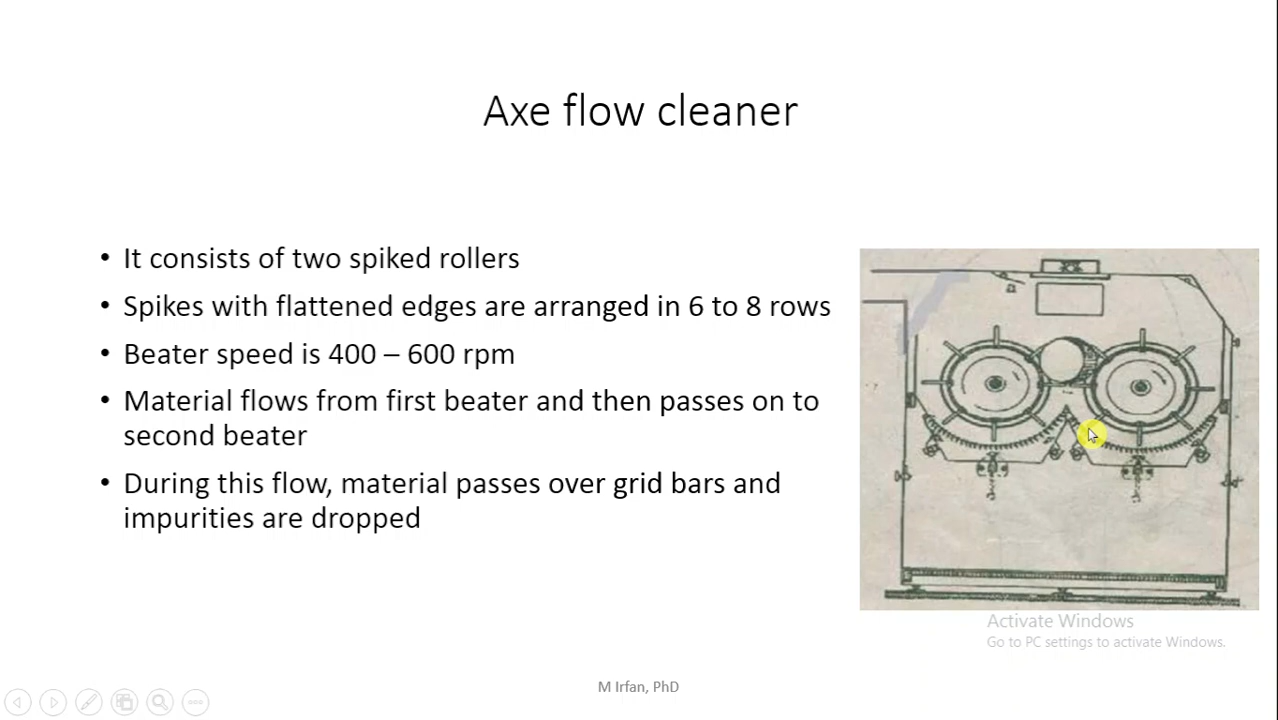 Axe flow cleaner
• It consists of two spiked rollers
• Spikes with flattened edges are arranged in 6 to 8 rows
• Beater speed is 400 – 600 rpm
• Material flows from first beater and then passes on to
second beater
• During this flow, material passes over grid bars and
impurities are dropped
Activate Windows
Go to PC settings to activate Windows.
M Irfan, PhD